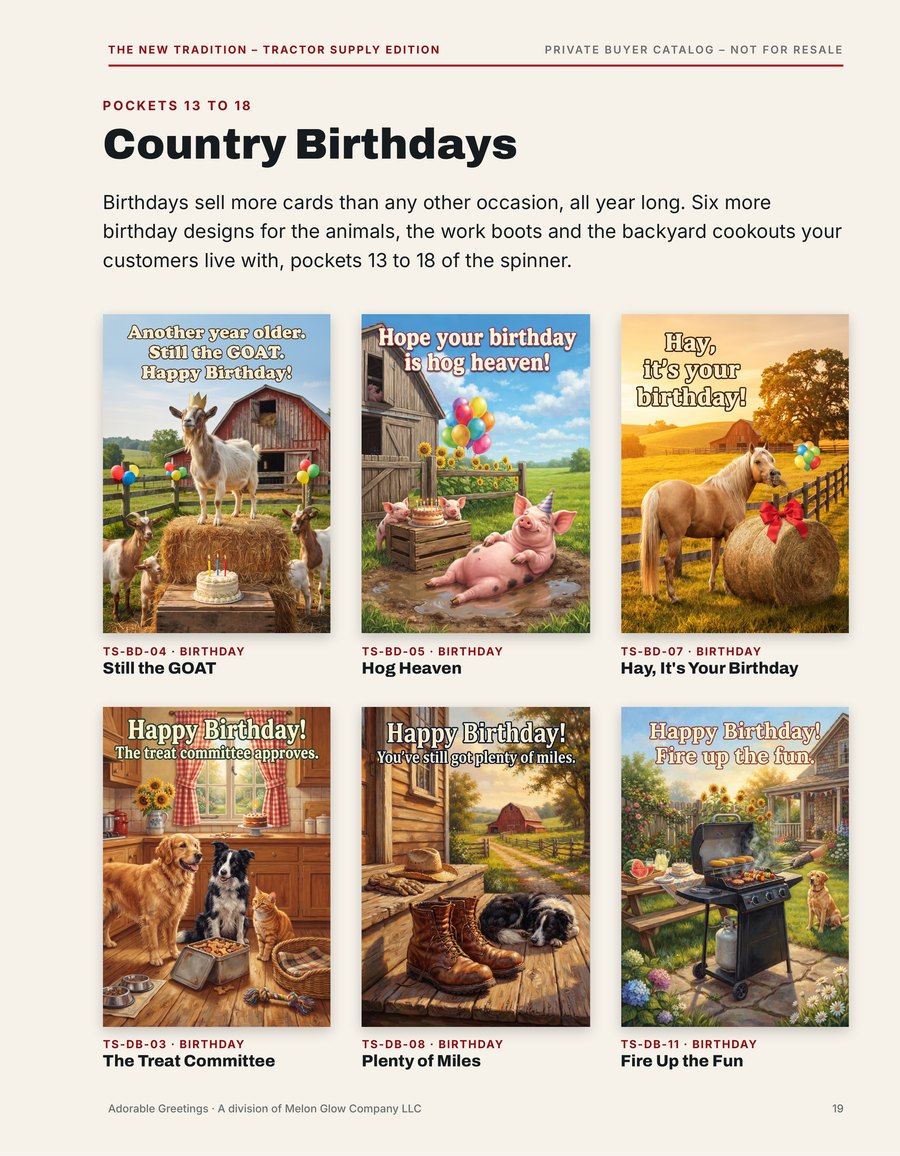 THE NEW TRADITION – TRACTOR SUPPLY EDITION
PRIVATE BUYER CATALOG – NOT FOR RESALE
POCKETS 13 TO 18
Country Birthdays
Birthdays sell more cards than any other occasion, all year long. Six more
birthday designs for the animals, the work boots and the backyard cookouts your
customers live with, pockets 13 to 18 of the spinner.
Another year older.
Still the GOAT.
Happy Birthday!
Hope your birthday
is hog heaven!
Hay,
it's your
birthday!
TS-BD-04 · BIRTHDAY
Still the GOAT
TS-BD-05 · BIRTHDAY
Hog Heaven
TS-BD-07 · BIRTHDAY
Hay, It's Your Birthday
Happy Birthday!
The treat committee approves.
Happy Birthday!
You've still got plenty of miles.
Happy Birthday!
Fire up the fun.
TS-DB-03 · BIRTHDAY
The Treat Committee
TS-DB-08 · BIRTHDAY
Plenty of Miles
TS-DB-11 · BIRTHDAY
Fire Up the Fun
Adorable Greetings · A division of Melon Glow Company LLC
19